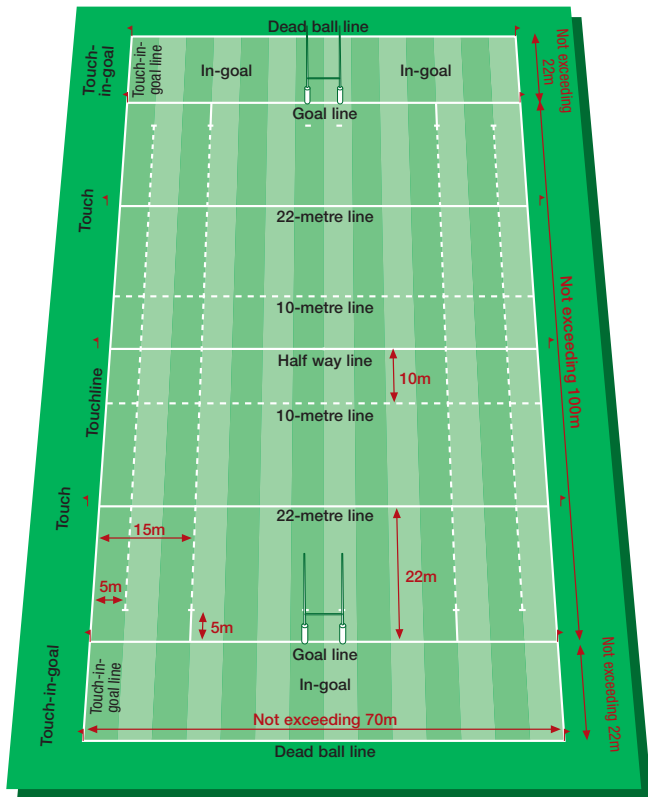 Dead ball line
Touch-
in-goal
Touch-in-
goal line
In-goal
In-goal
Not exceeding
22m
Goal line
Touch
22-metre line
Not exceeding 100m
10-metre line
Half way line
10m
Touchline
10-metre line
Touch
22-metre line
15m
22m
5m
5m
Goal line
Touch-in-goal
Touch-in-
goal line
In-goal
Not exceeding 22m
Not exceeding 70m
Dead ball line